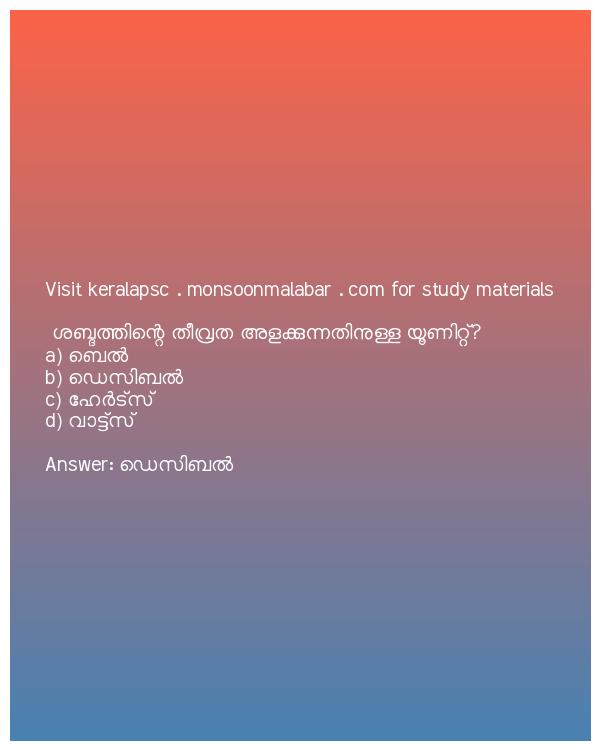 Visit keralapsc . monsoonmalabar . com for study materials
ശബ്ദത്തിന്റെ തീവ്രത അളക്കുന്നതിനുള്ള യൂണിറ്റ്?
a) ബെൽ
b) ഡെസിബൽ
c) ഹേർട്സ്
d) വാട്ട്സ്
Answer: ഡെസിബൽ